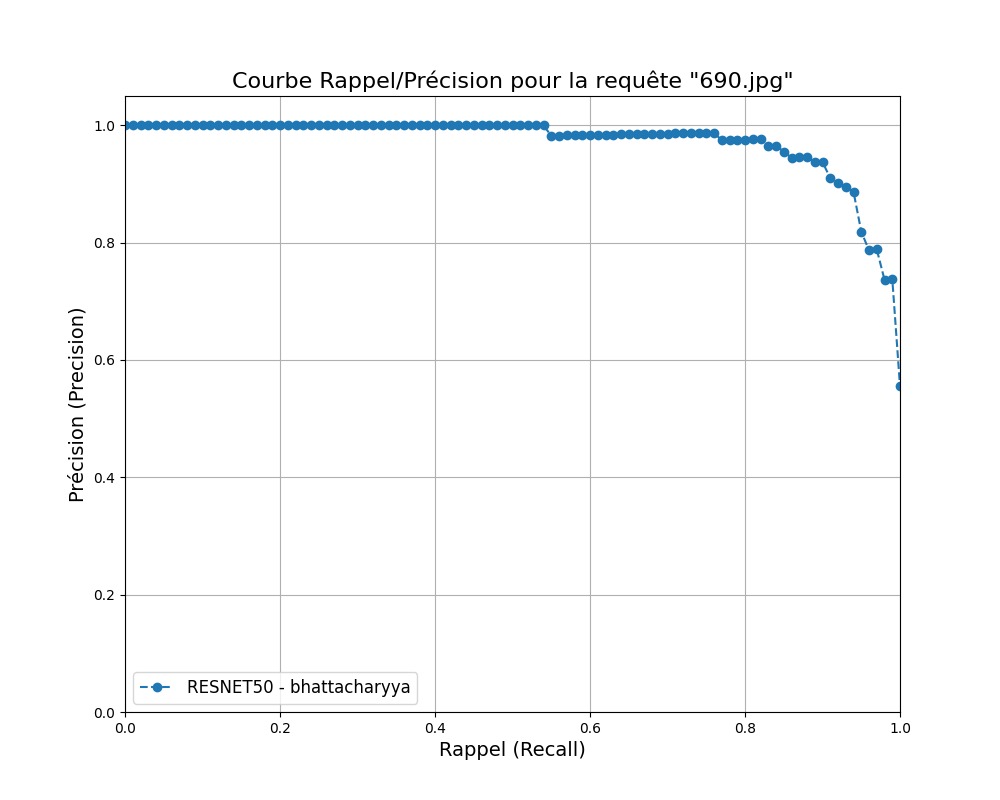 Courbe Rappel/Précision pour la requête "690.jpg"
1.0
0.8
0.6
0.4
0.2
0.0
Précision (Precision)
RESNET50 - bhattacharyya
0.0 0.2 0.4 0.6 0.8 1.0
Rappel (Recall)